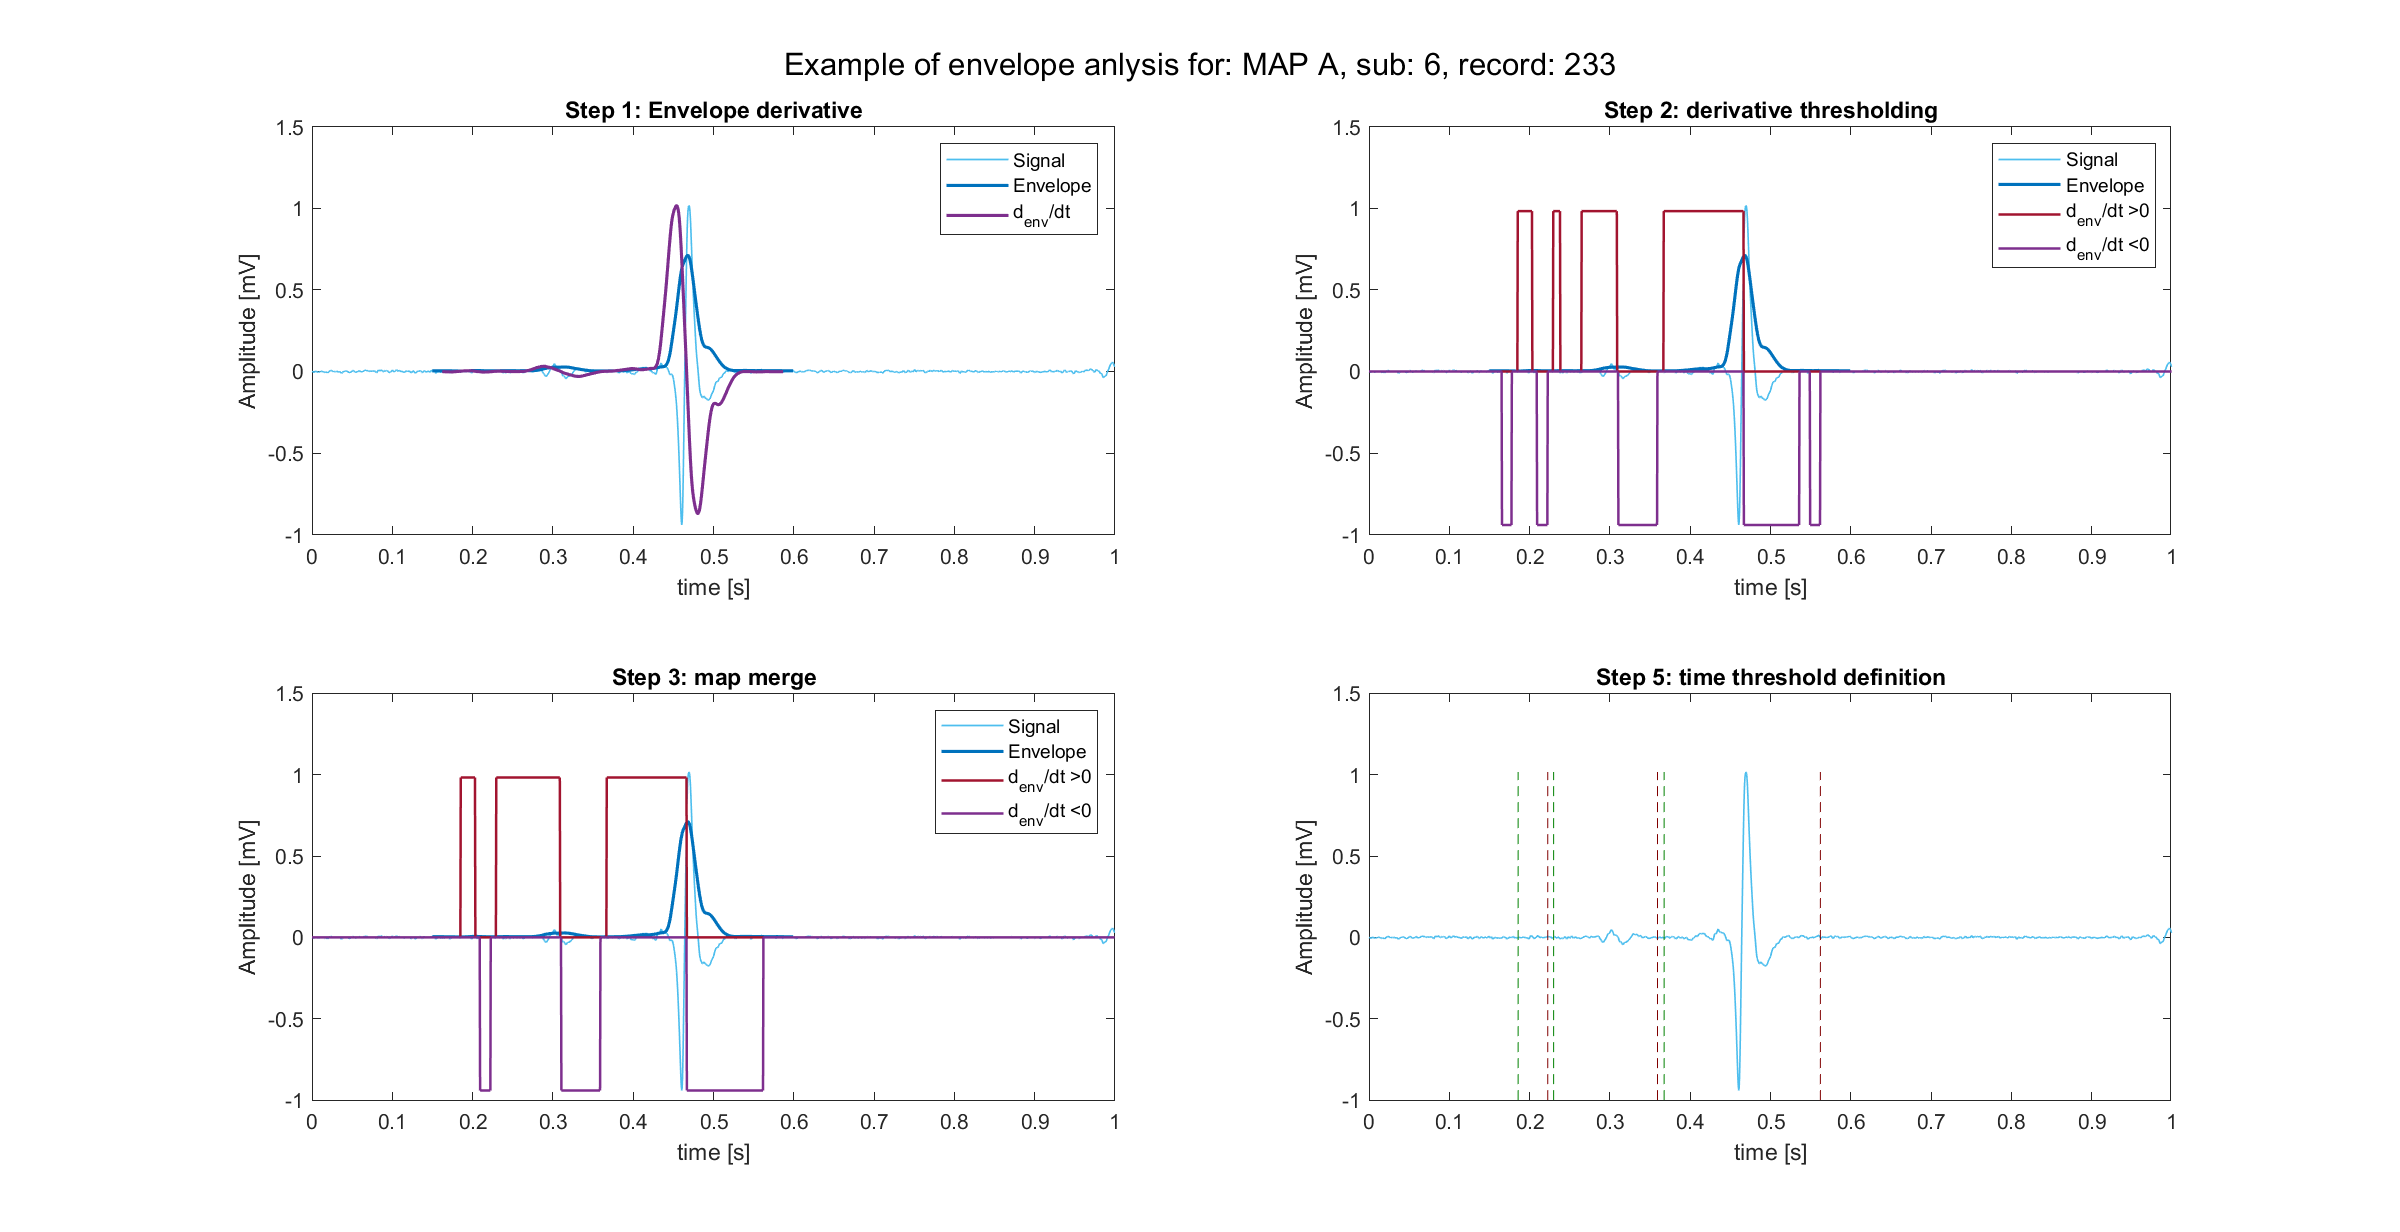 Example of envelope anlysis for: MAP A, sub: 6, record: 233
Step 1: Envelope derivative
1.5
1
0.5
0
-0.5
-1
Amplitude [mV]
0 0.1 0.2 0.3 0.4 0.5 0.6 0.7 0.8 0.9 1
time [s]
Signal
Envelope
d_env/dt
Step 2: derivative thresholding
1.5
1
0.5
0
-0.5
-1
Amplitude [mV]
0 0.1 0.2 0.3 0.4 0.5 0.6 0.7 0.8 0.9 1
time [s]
Signal
Envelope
d_env/dt >0
d_env/dt <0
Step 3: map merge
1.5
1
0.5
0
-0.5
-1
Amplitude [mV]
0 0.1 0.2 0.3 0.4 0.5 0.6 0.7 0.8 0.9 1
time [s]
Signal
Envelope
d_env/dt >0
d_env/dt <0
Step 5: time threshold definition
1.5
1
0.5
0
-0.5
-1
Amplitude [mV]
0 0.1 0.2 0.3 0.4 0.5 0.6 0.7 0.8 0.9 1
time [s]